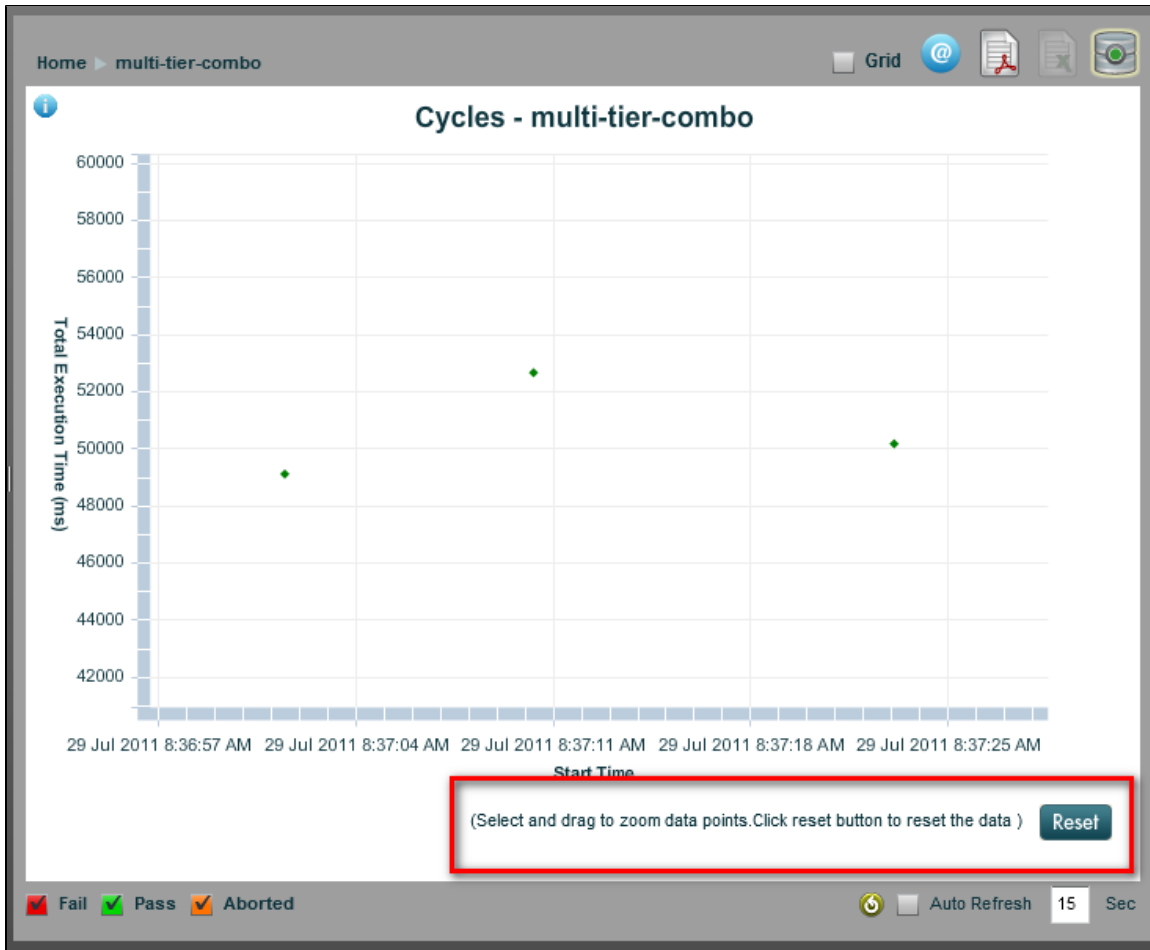 Home multi-tier-combo
Grid
Cycles - multi-tier-combo
60000
58000
56000
54000
52000
50000
48000
46000
44000
42000
Total Execution Time (ms)
29 Jul 2011 8:36:57 AM 29 Jul 2011 8:37:04 AM 29 Jul 2011 8:37:11 AM 29 Jul 2011 8:37:18 AM 29 Jul 2011 8:37:25 AM
Start Time
(Select and drag to zoom data points.Click reset button to reset the data ) Reset
Fail Pass Aborted
Auto Refresh 15 Sec